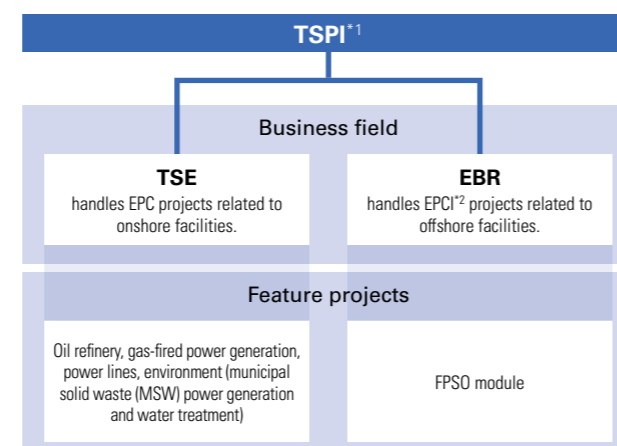 TSPI*1
Business field
TSE
handles EPC projects related to
onshore facilities.
EBR
handles EPCI*2 projects related to
offshore facilities.
Feature projects
Oil refinery, gas-fired power generation,
power lines, environment (municipal
solid waste (MSW) power generation
and water treatment)
FPSO module